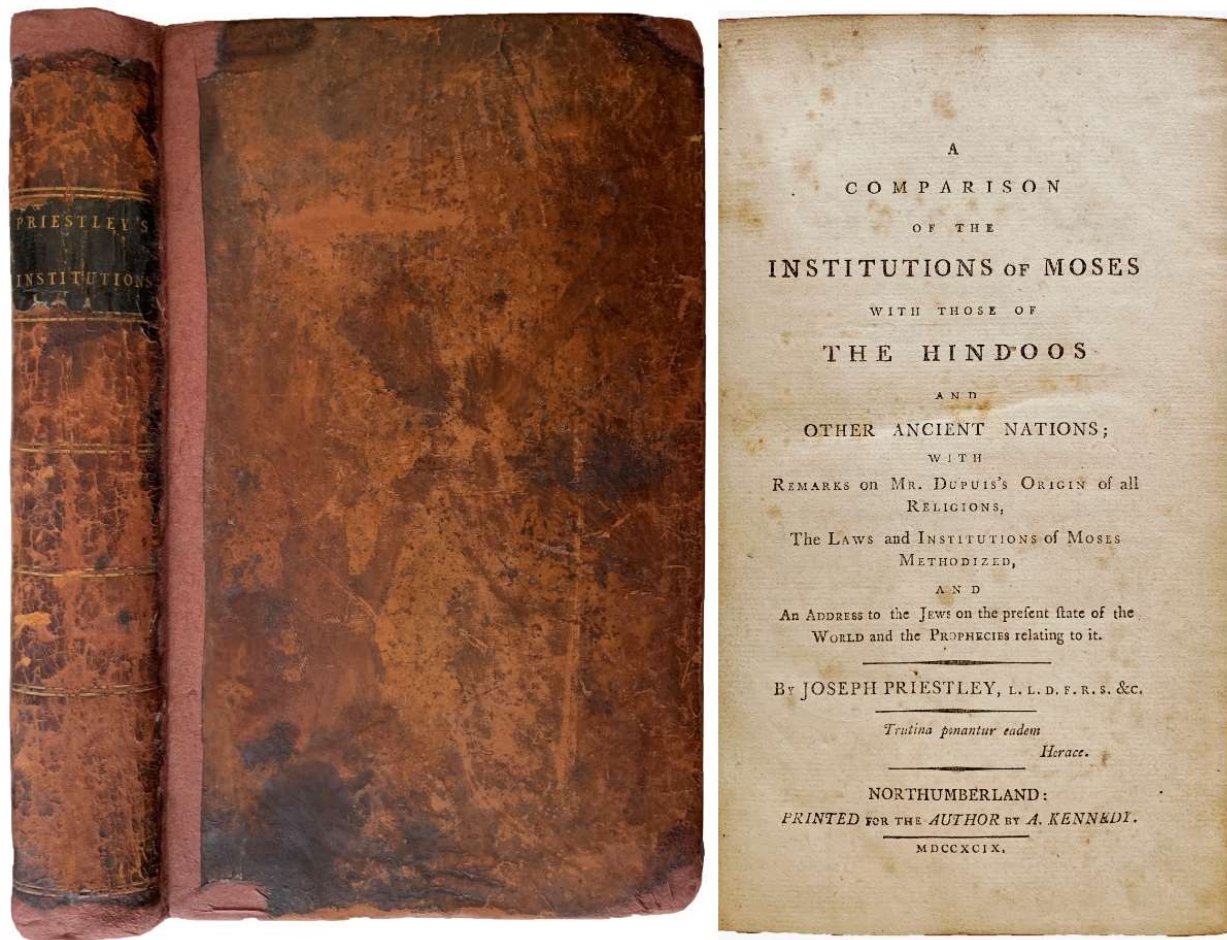 PRIESTLEY'S
INSTITUTIONS
A
COMPARISON
OF THE
INSTITUTIONS OF MOSES
WITH THOSE OF
THE HINDOOS
AND
OTHER ANCIENT NATIONS;
WITH
REMARKS on MR. DUPUIS'S ORIGIN of all
RELIGIONS,
The LAWS and INSTITUTIONS of MOSES
METHODIZED,
AND
An ADDRESS to the JEWS on the preſent ſtate of the
WORLD and the PROPHECIES relating to it.
BY JOSEPH PRIESTLEY, L. L. D. F. R. S. &c.
Trutina ponantur eadem
Horace.
NORTHUMBERLAND:
PRINTED FOR THE AUTHOR BY A. KENNEDY.
MDCCXCIX.